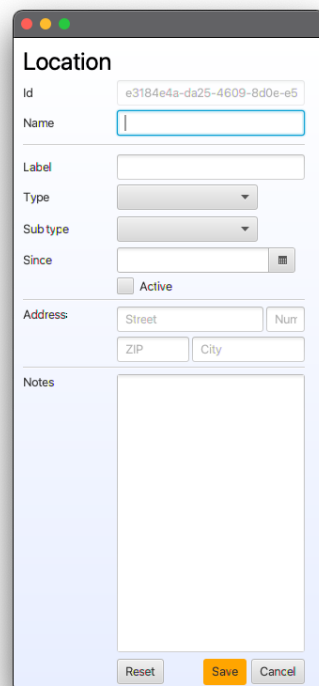 Location
Id e3184e4a-da25-4609-8d0e-e5
Name
Label
Type
Subtype
Since
Active
Address: Street Num
ZIP City
Notes
Reset Save Cancel